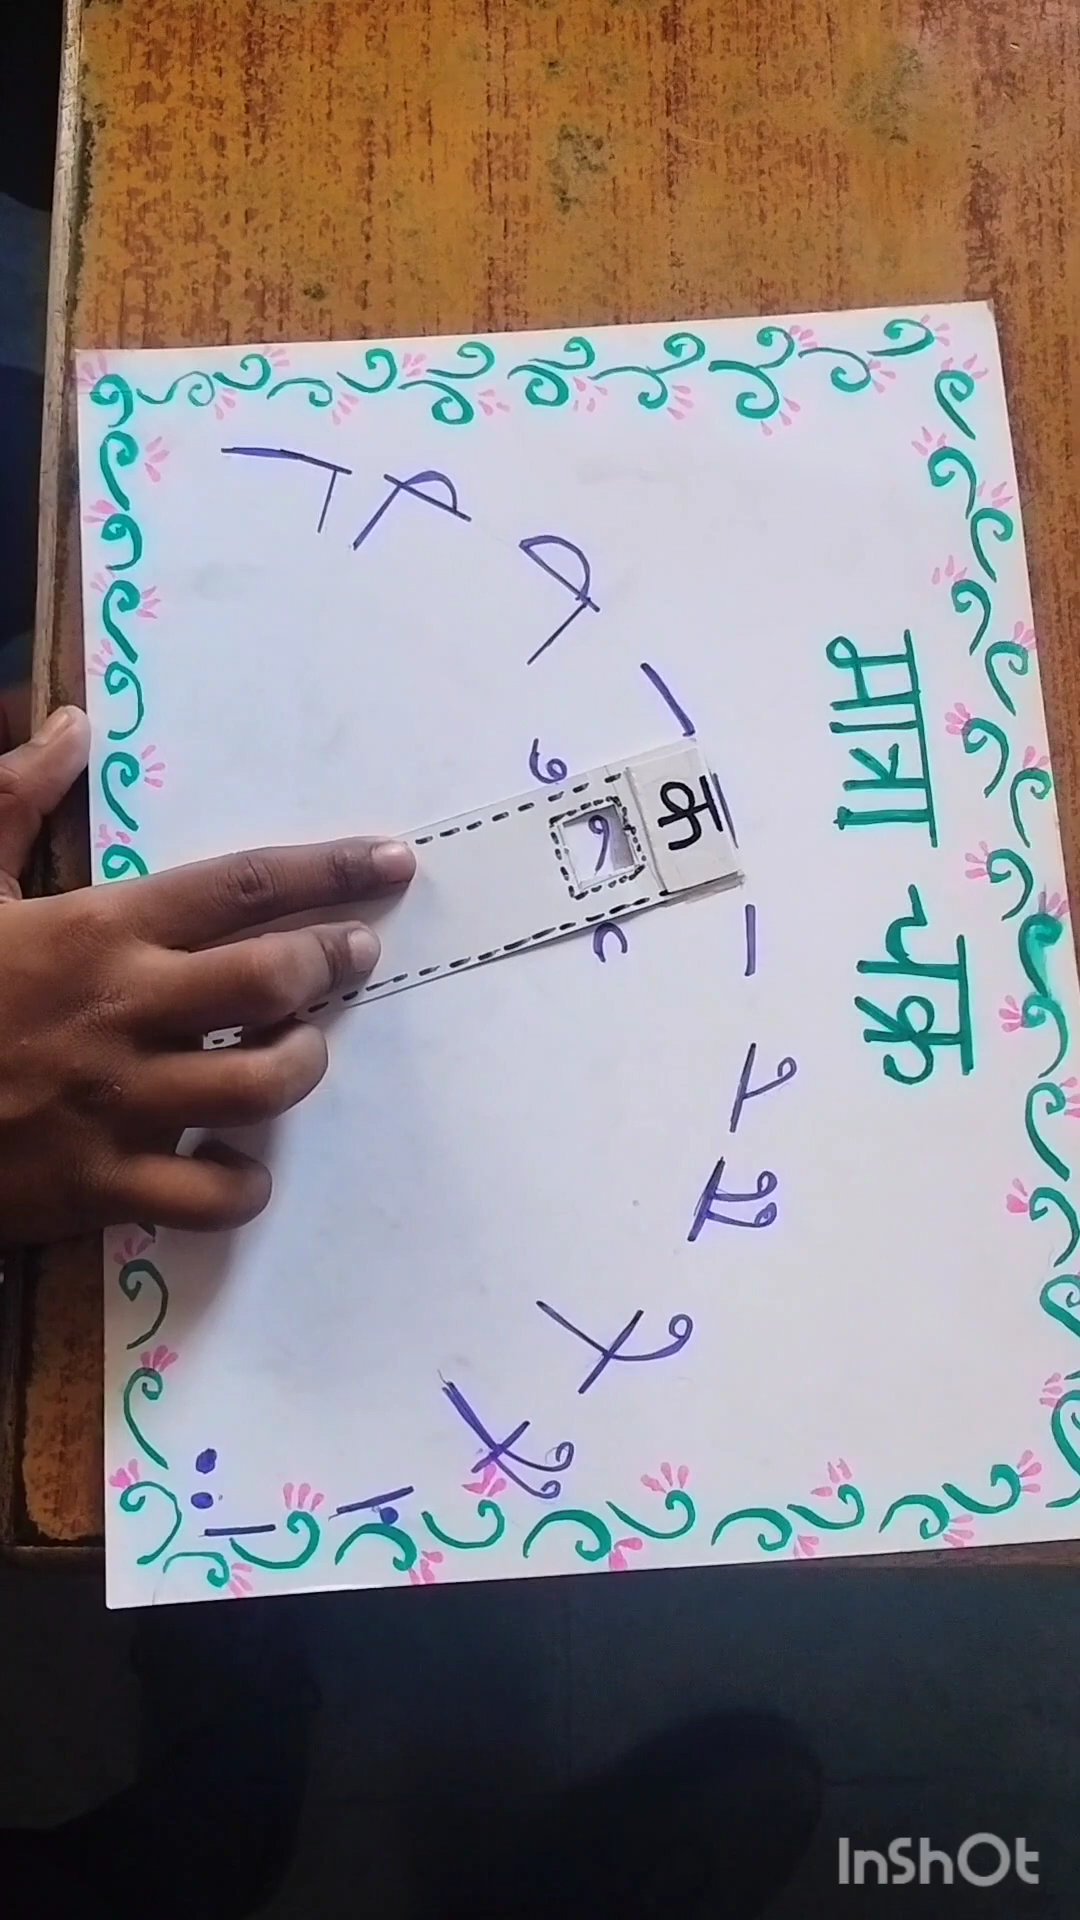 मात्रा चक्र
ा ि ी
क
ु ू ृ
े ै ो ौ ं ः
InShOt